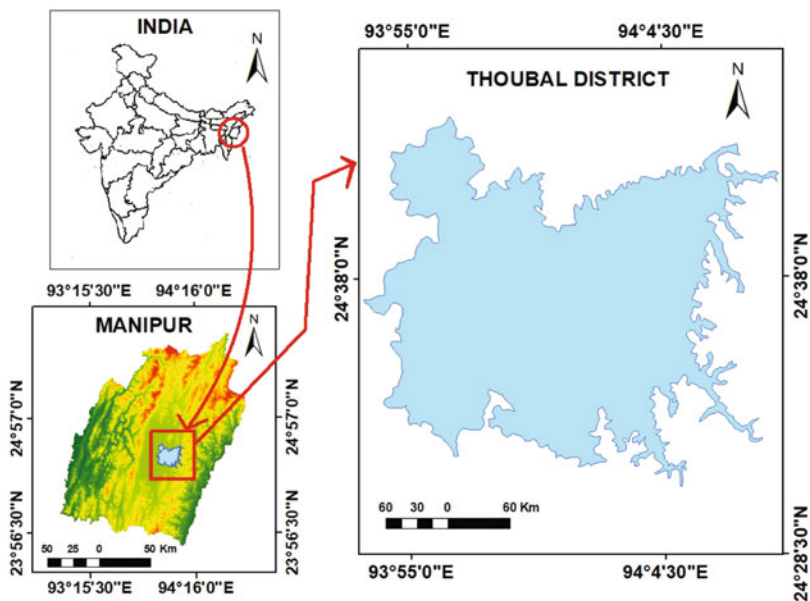 INDIA
N
93°15'30"E 94°16'0"E
MANIPUR
N
24°57'0"N
24°57'0"N
23°56'30"N
23°56'30"N
50 25 0 50 Km
93°15'30"E 94°16'0"E
93°55'0"E 94°4'30"E
THOUBAL DISTRICT
N
24°38'0"N
24°38'0"N
60 30 0 60 Km
24°28'30"N
93°55'0"E 94°4'30"E